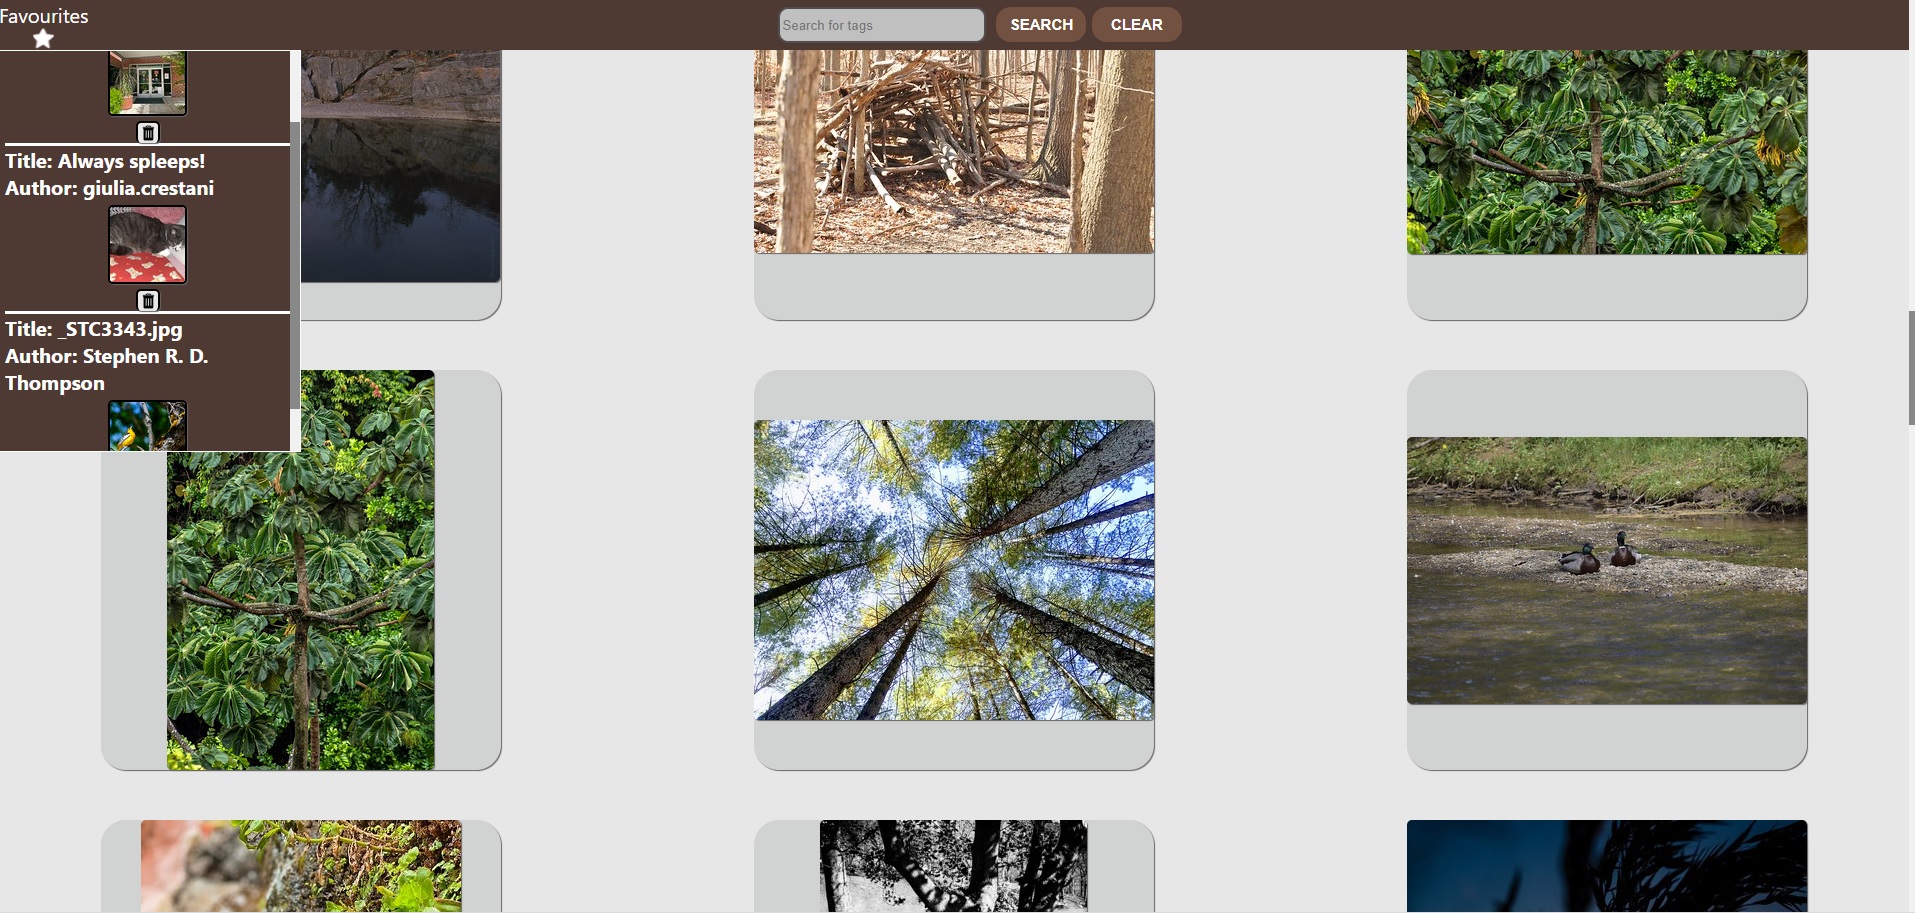 Favourites
Search for tags
SEARCH
CLEAR
Title: Always spleeps!
Author: giulia.crestani
Title: _STC3343.jpg
Author: Stephen R. D.
Thompson